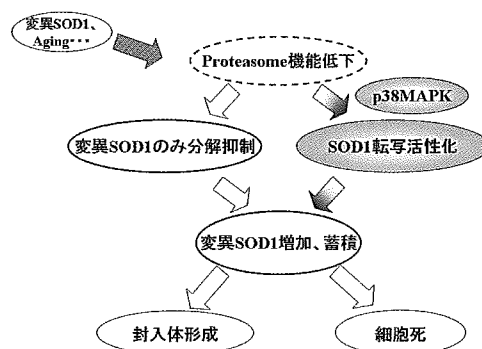 変異SOD1、
Aging･･･
Proteasome機能低下
p38MAPK
変異SOD1のみ分解抑制
SOD1転写活性化
変異SOD1増加、蓄積
封入体形成
細胞死